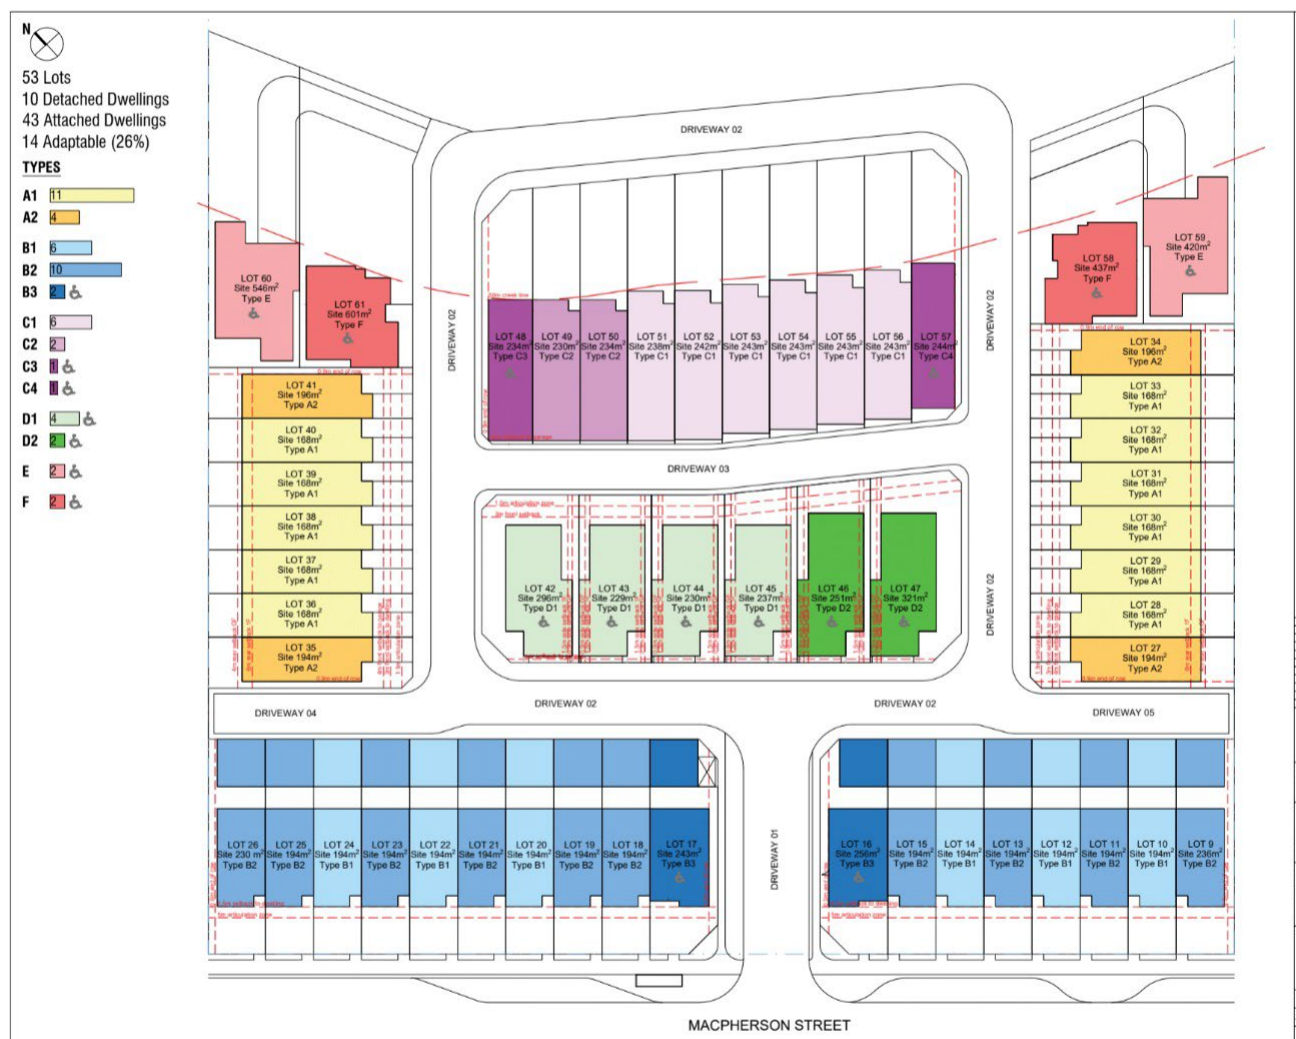 N
53 Lots
10 Detached Dwellings
43 Attached Dwellings
14 Adaptable (26%)
TYPES
A1 11
A2 4
B1 6
B2 10
B3 2
C1 6
C2 2
C3 1
C4 1
D1 4
D2 2
E 2
F 2
DRIVEWAY 02
LOT 60
Site 546m²
Type E
LOT 61
Site 601m²
Type F
DRIVEWAY 02
LOT 48
Site 234m²
Type C3
LOT 49
Site 230m²
Type C2
LOT 50
Site 234m²
Type C2
LOT 51
Site 238m²
Type C1
LOT 52
Site 242m²
Type C1
LOT 53
Site 243m²
Type C1
LOT 54
Site 243m²
Type C1
LOT 55
Site 243m²
Type C1
LOT 56
Site 243m²
Type C1
LOT 57
Site 244m²
Type C4
DRIVEWAY 02
LOT 58
Site 437m²
Type F
LOT 59
Site 420m²
Type E
LOT 41
Site 196m²
Type A2
LOT 40
Site 168m²
Type A1
LOT 39
Site 168m²
Type A1
LOT 38
Site 168m²
Type A1
LOT 37
Site 168m²
Type A1
LOT 36
Site 168m²
Type A1
LOT 35
Site 194m²
Type A2
DRIVEWAY 03
LOT 42
Site 296m²
Type D1
LOT 43
Site 229m²
Type D1
LOT 44
Site 230m²
Type D1
LOT 45
Site 237m²
Type D1
LOT 46
Site 251m²
Type D2
LOT 47
Site 321m²
Type D2
DRIVEWAY 02
LOT 34
Site 196m²
Type A2
LOT 33
Site 168m²
Type A1
LOT 32
Site 168m²
Type A1
LOT 31
Site 168m²
Type A1
LOT 30
Site 168m²
Type A1
LOT 29
Site 168m²
Type A1
LOT 28
Site 168m²
Type A1
LOT 27
Site 194m²
Type A2
DRIVEWAY 04
DRIVEWAY 02
DRIVEWAY 02
DRIVEWAY 05
LOT 26
Site 230 m²
Type B2
LOT 25
Site 194m²
Type B2
LOT 24
Site 194m²
Type B1
LOT 23
Site 194m²
Type B2
LOT 22
Site 194m²
Type B1
LOT 21
Site 194m²
Type B2
LOT 20
Site 194m²
Type B1
LOT 19
Site 194m²
Type B2
LOT 18
Site 194m²
Type B2
LOT 17
Site 243m²
Type B3
DRIVEWAY 01
LOT 16
Site 256m²
Type B3
LOT 15
Site 194m²
Type B2
LOT 14
Site 194m²
Type B1
LOT 13
Site 194m²
Type B2
LOT 12
Site 194m²
Type B1
LOT 11
Site 194m²
Type B2
LOT 10
Site 194m²
Type B1
LOT 9
Site 236m²
Type B2
MACPHERSON STREET